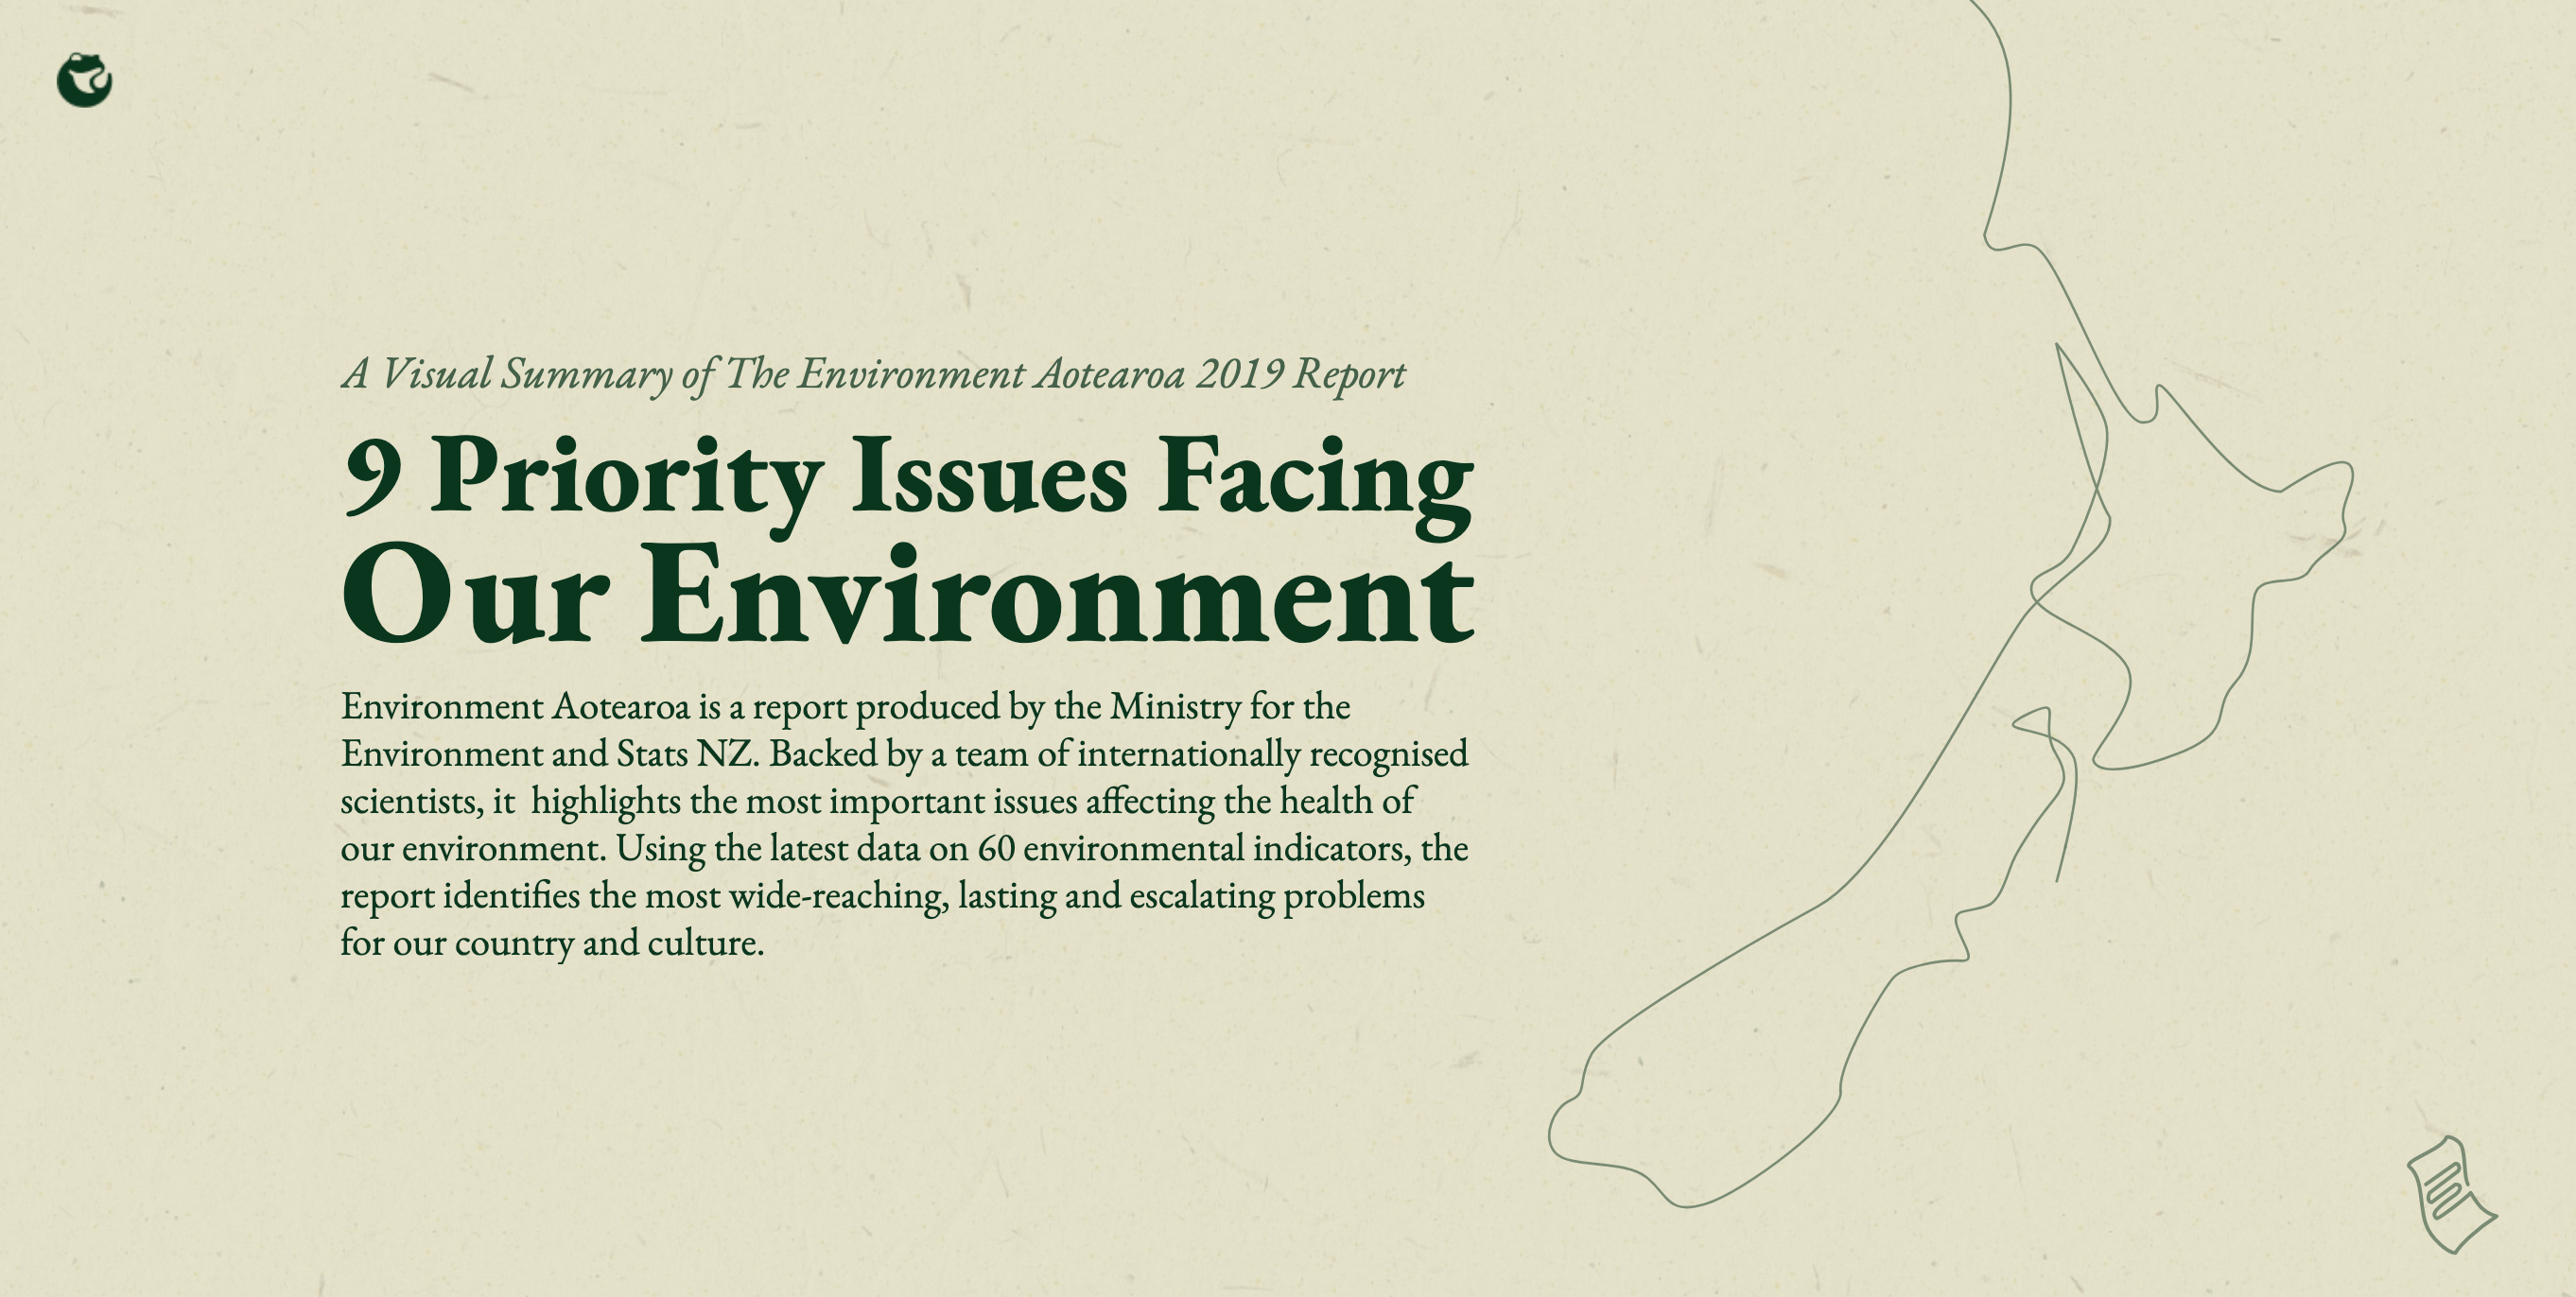 A Visual Summary of The Environment Aotearoa 2019 Report
9 Priority Issues Facing
Our Environment
Environment Aotearoa is a report produced by the Ministry for the
Environment and Stats NZ. Backed by a team of internationally recognised
scientists, it  highlights the most important issues affecting the health of
our environment. Using the latest data on 60 environmental indicators, the
report identifies the most wide-reaching, lasting and escalating problems
for our country and culture.